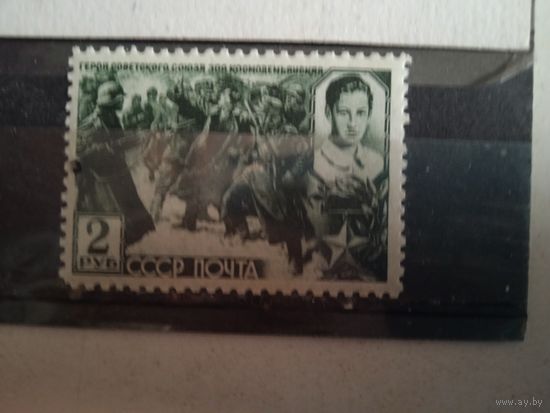 ГЕРОЙ СОВЕТСКОГО СОЮЗА ЗОЯ КОСМОДЕМЬЯНСКАЯ
2
РУБ
СССР ПОЧТА
www.ay.by